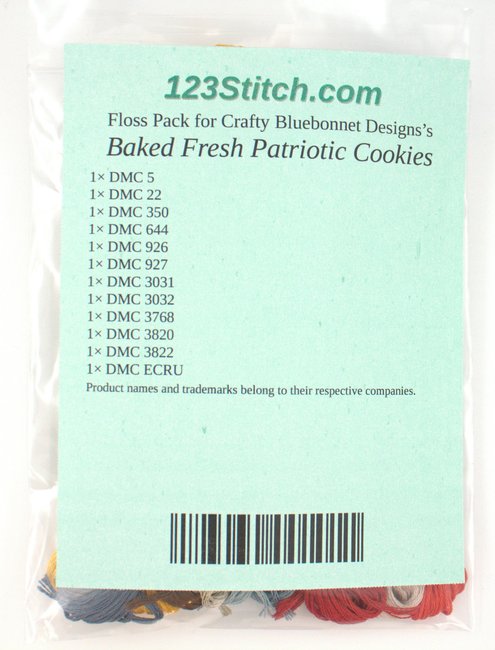 123Stitch.com
Floss Pack for Crafty Bluebonnet Designs's
Baked Fresh Patriotic Cookies
1× DMC 5
1× DMC 22
1× DMC 350
1× DMC 644
1× DMC 926
1× DMC 927
1× DMC 3031
1× DMC 3032
1× DMC 3768
1× DMC 3820
1× DMC 3822
1× DMC ECRU
Product names and trademarks belong to their respective companies.